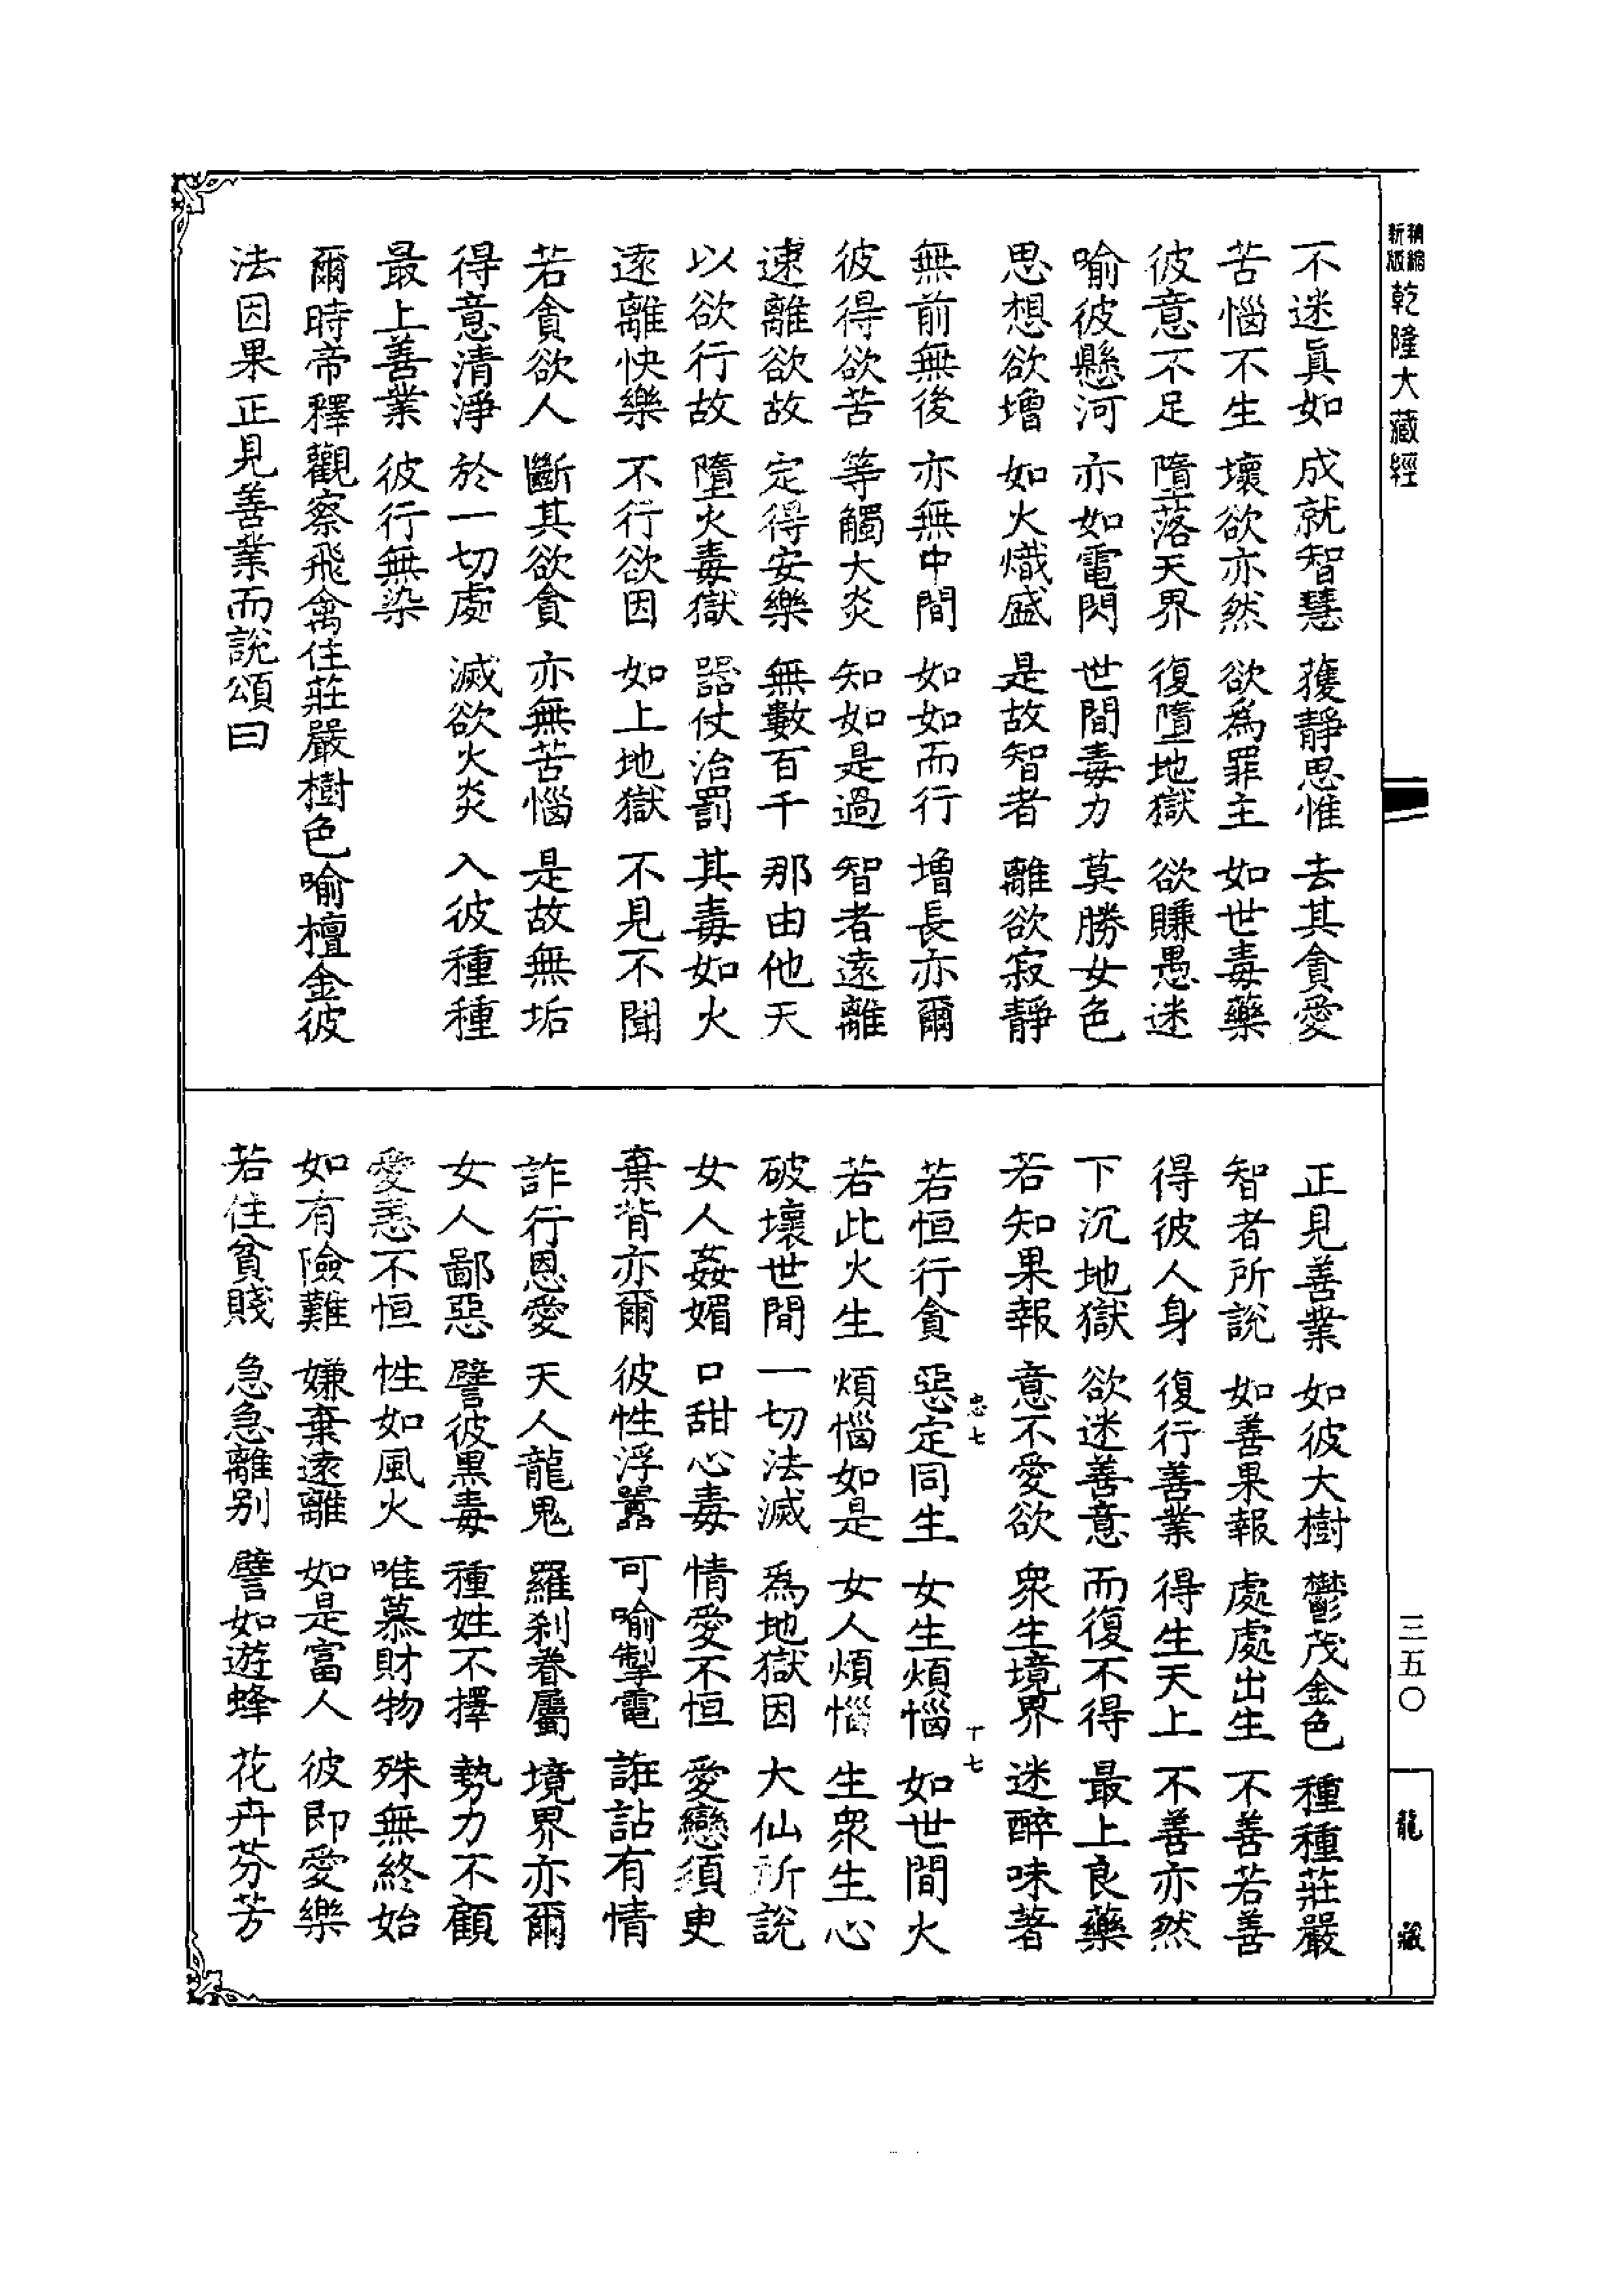 新版精縮乾隆大藏經
不迷眞如 成就智慧 獲靜思惟 去其貪愛
苦惱不生 壞欲亦然 欲爲罪主 如世毒藥
彼意不足 墮落天界 復墮地獄 欲賺愚迷
喻彼懸河 亦如電閃 世間毒力 莫勝女色
思想欲增 如火熾盛 是故智者 離欲寂靜
無前無後 亦無中間 如如而行 增長亦爾
彼得欲苦 等觸大炎 知如是過 智者遠離
速離欲故 定得安樂 無數百千 那由他天
以欲行故 墮火毒獄 器仗治罰 其毒如火
遠離快樂 不行欲因 如上地獄 不見不聞
若貪欲人 斷其欲貪 亦無苦惱 是故無垢
得意清淨 於一切處 滅欲火炎 入彼種種
最上善業 彼行無染
爾時帝釋觀察飛禽住莊嚴樹色喻檀金彼
法因果正見善業而說頌曰
正見善業 如彼大樹 鬱茂金色 種種莊嚴
智者所說 如善果報 處處出生 不善若善
得彼人身 復行善業 得生天上 不善亦然
下沉地獄 欲迷善意 而復不得 最上良藥
若知果報 意不愛欲 衆生境界 迷醉味著
忠七 十七
若恒行貪 惡定同生 女生煩惱 如世間火
若此火生 煩惱如是 女人煩惱 生衆生心
破壞世間 一切法滅 爲地獄因 大仙所說
女人姦媚 口甜心毒 情愛不恒 愛戀須臾
棄背亦爾 彼性浮囂 可喻掣電 誑詀有情
詐行恩愛 天人龍鬼 羅刹眷屬 境界亦爾
女人鄙惡 譬彼黑毒 種姓不擇 勢力不顧
愛恚不恒 性如風火 唯慕財物 殊無終始
如有險難 嫌棄遠離 如是富人 彼即愛樂
若住貧賤 急急離別 譬如遊蜂 花卉芬芳
三五〇
龍藏